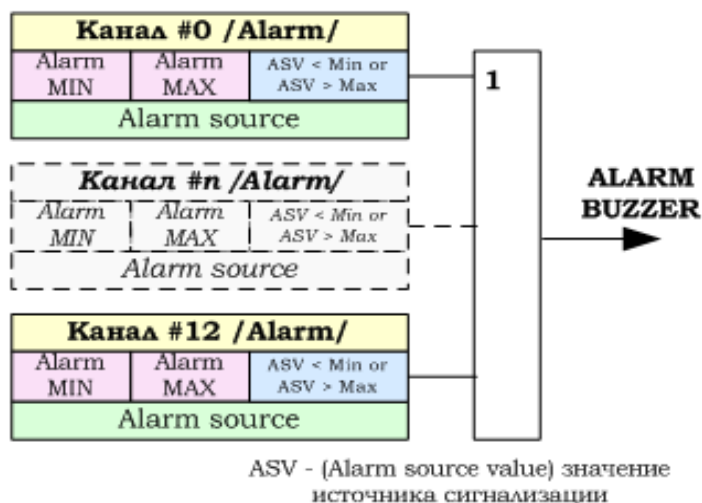 Канал #0 /Alarm/
Alarm MIN
Alarm MAX
ASV < Min or
ASV > Max
Alarm source
1
Канал #n /Alarm/
Alarm MIN
Alarm MAX
ASV < Min or
ASV > Max
Alarm source
ALARM
BUZZER
Канал #12 /Alarm/
Alarm MIN
Alarm MAX
ASV < Min or
ASV > Max
Alarm source
ASV - (Alarm source value) значение
источника сигнализации